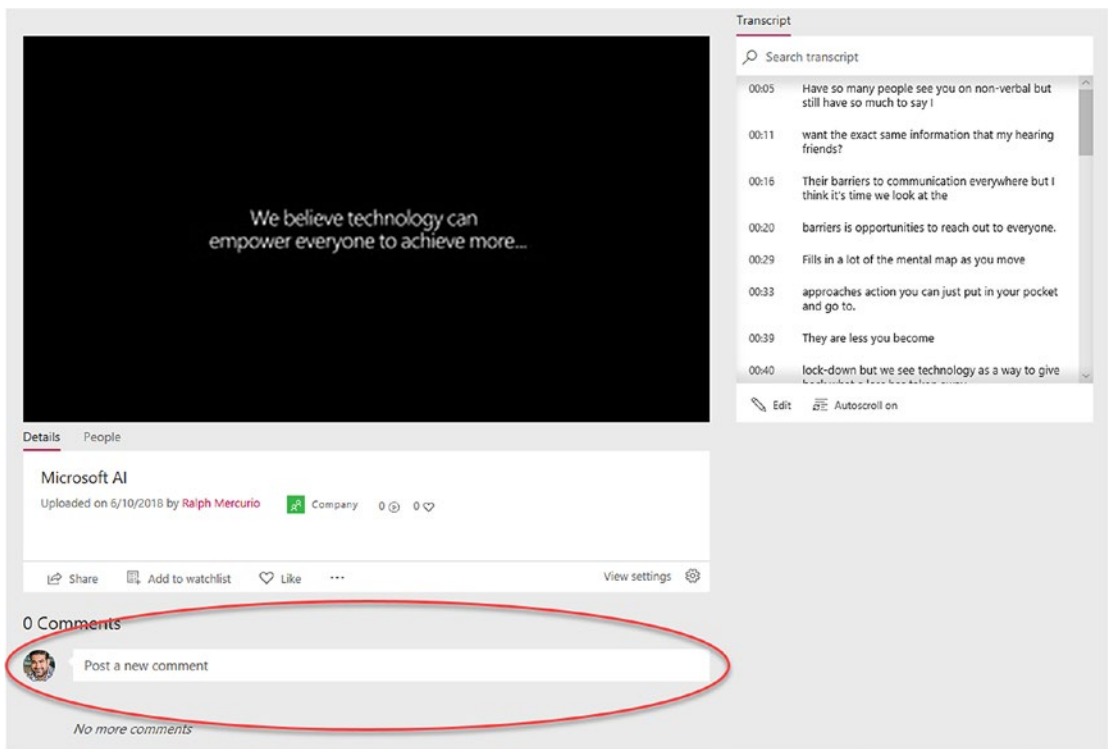 We believe technology can
empower everyone to achieve more...
Details People
Microsoft AI
Uploaded on 6/10/2018 by Ralph Mercurio Company 0 0
Share Add to watchlist Like ... View settings
0 Comments
Post a new comment
No more comments
Transcript
Search transcript
00:05 Have so many people see you on non-verbal but
still have so much to say I
00:11 want the exact same information that my hearing
friends?
00:16 Their barriers to communication everywhere but I
think it's time we look at the
00:20 barriers is opportunities to reach out to everyone.
00:29 Fills in a lot of the mental map as you move
00:33 approaches action you can just put in your pocket
and go to.
00:39 They are less you become
00:40 lock-down but we see technology as a way to give
Edit Autoscroll on